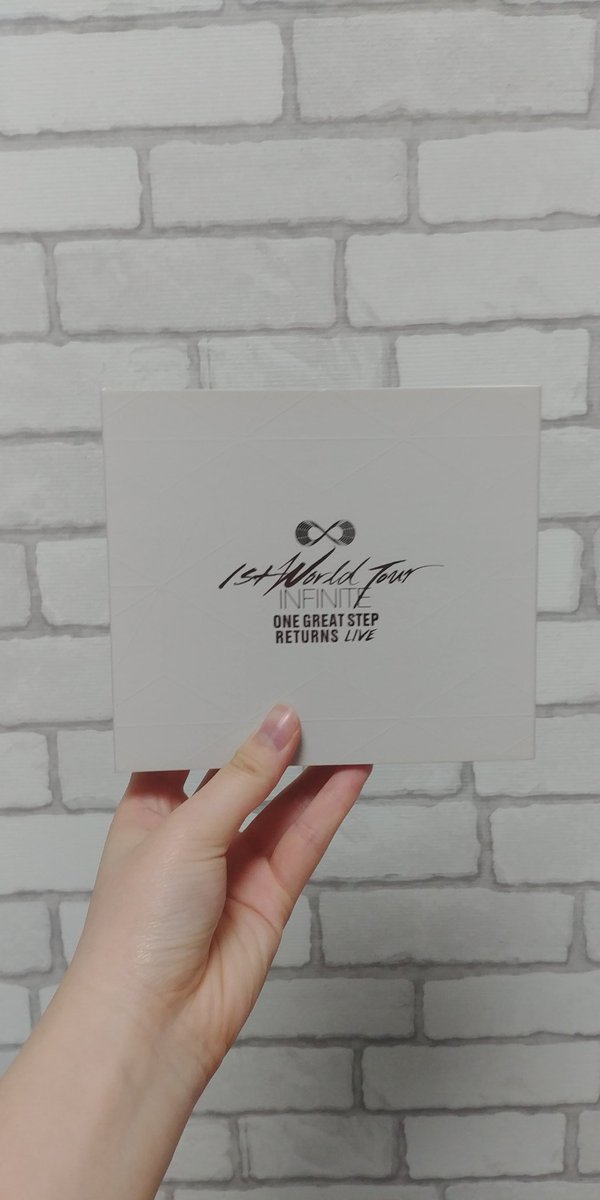 1st World Tour
INFINITE
ONE GREAT STEP
RETURNS LIVE